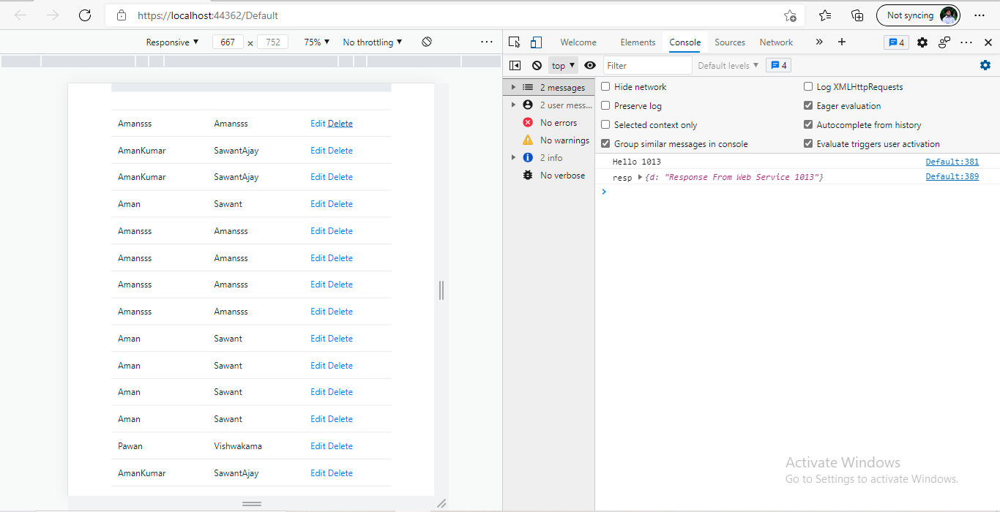 https://localhost:44362/Default
Not syncing
Responsive ▼ 667 × 752 75% ▼ No throttling ▼
Welcome Elements Console Sources Network » + 4
top ▼ Filter Default levels ▼ 4
2 messages
2 user mess...
No errors
No warnings
2 info
No verbose
Hide network
Log XMLHttpRequests
Preserve log
Eager evaluation
Selected context only
Autocomplete from history
Group similar messages in console
Evaluate triggers user activation
Hello 1013 Default:381
resp ▶{d: "Response From Web Service 1013"} Default:389
Amansss Amansss Edit Delete
AmanKumar SawantAjay Edit Delete
AmanKumar SawantAjay Edit Delete
Aman Sawant Edit Delete
Amansss Amansss Edit Delete
Amansss Amansss Edit Delete
Amansss Amansss Edit Delete
Amansss Amansss Edit Delete
Aman Sawant Edit Delete
Aman Sawant Edit Delete
Aman Sawant Edit Delete
Aman Sawant Edit Delete
Pawan Vishwakama Edit Delete
AmanKumar SawantAjay Edit Delete
Activate Windows
Go to Settings to activate Windows.